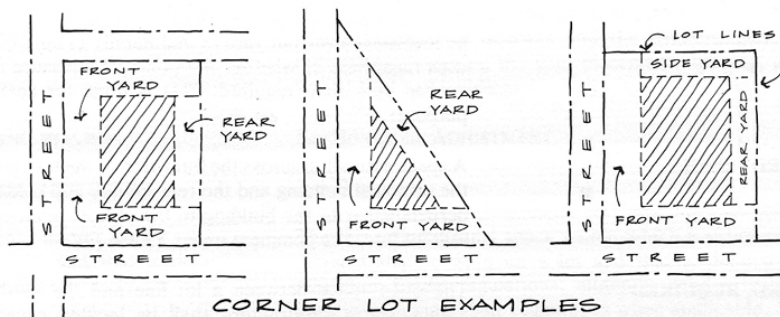 FRONT
YARD
STREET
REAR
YARD
FRONT
YARD
STREET
STREET
REAR
YARD
FRONT YARD
STREET
LOT LINES
SIDE YARD
REAR YARD
STREET
FRONT YARD
STREET
CORNER LOT EXAMPLES